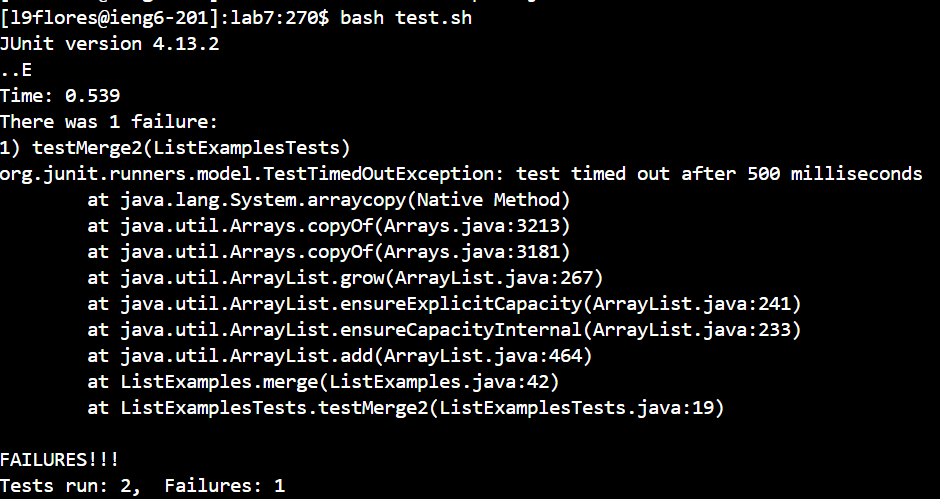 [l9flores@ieng6-201]:lab7:270$ bash test.sh
JUnit version 4.13.2
..E
Time: 0.539
There was 1 failure:
1) testMerge2(ListExamplesTests)
org.junit.runners.model.TestTimedOutException: test timed out after 500 milliseconds
        at java.lang.System.arraycopy(Native Method)
        at java.util.Arrays.copyOf(Arrays.java:3213)
        at java.util.Arrays.copyOf(Arrays.java:3181)
        at java.util.ArrayList.grow(ArrayList.java:267)
        at java.util.ArrayList.ensureExplicitCapacity(ArrayList.java:241)
        at java.util.ArrayList.ensureCapacityInternal(ArrayList.java:233)
        at java.util.ArrayList.add(ArrayList.java:464)
        at ListExamples.merge(ListExamples.java:42)
        at ListExamplesTests.testMerge2(ListExamplesTests.java:19)

FAILURES!!!
Tests run: 2,  Failures: 1